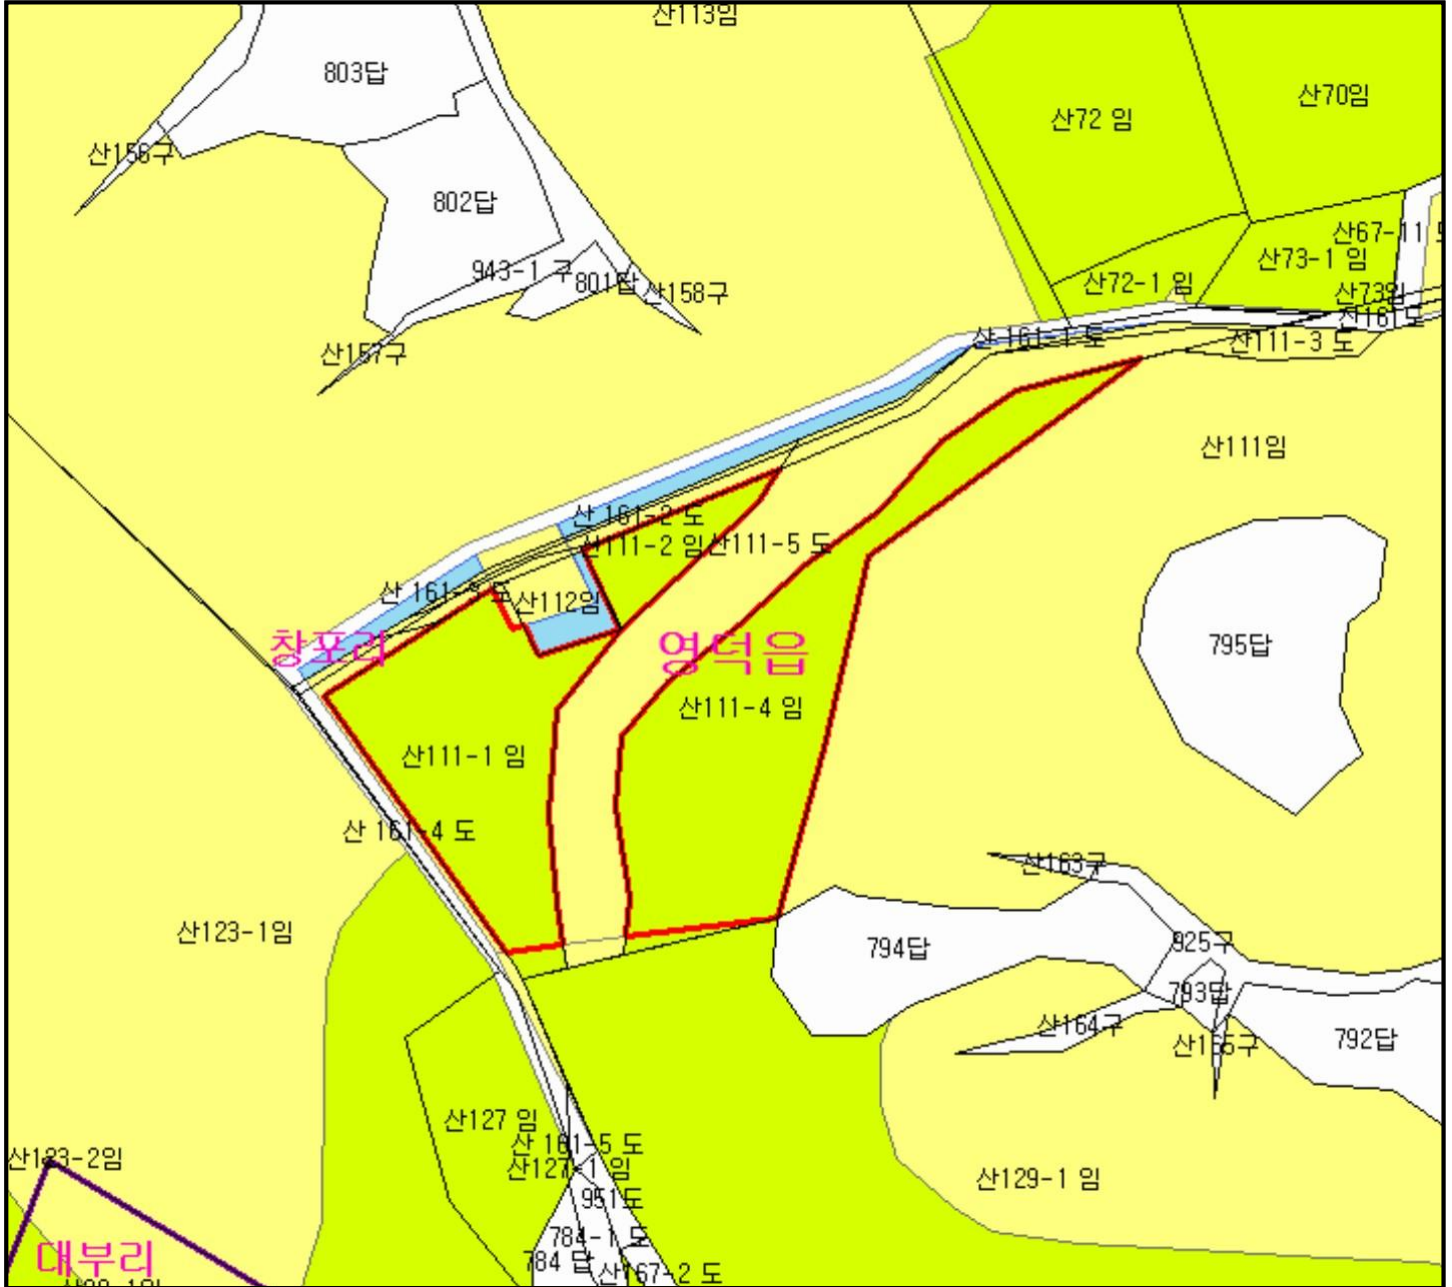 산113임
803답
산70임
산72 임
산156구
802답
산67-11 도
943-1 구
산73-1 임
801답
산72-1 임
산158구
산73임
산161도
산 161-1 도
산111-3 도
산157구
산111임
산 161-2 도
산111-2 임
산111-5 도
산 161-3 도
산112임
창포리
영덕읍
795답
산111-4 임
산111-1 임
산 161-4 도
산163구
산123-1임
794답
925구
793답
산164구
산165구
792답
산127 임
산 161-5 도
산123-2임
산127-1 임
산129-1 임
951도
784-1 도
대부리
784 답
산167-2 도